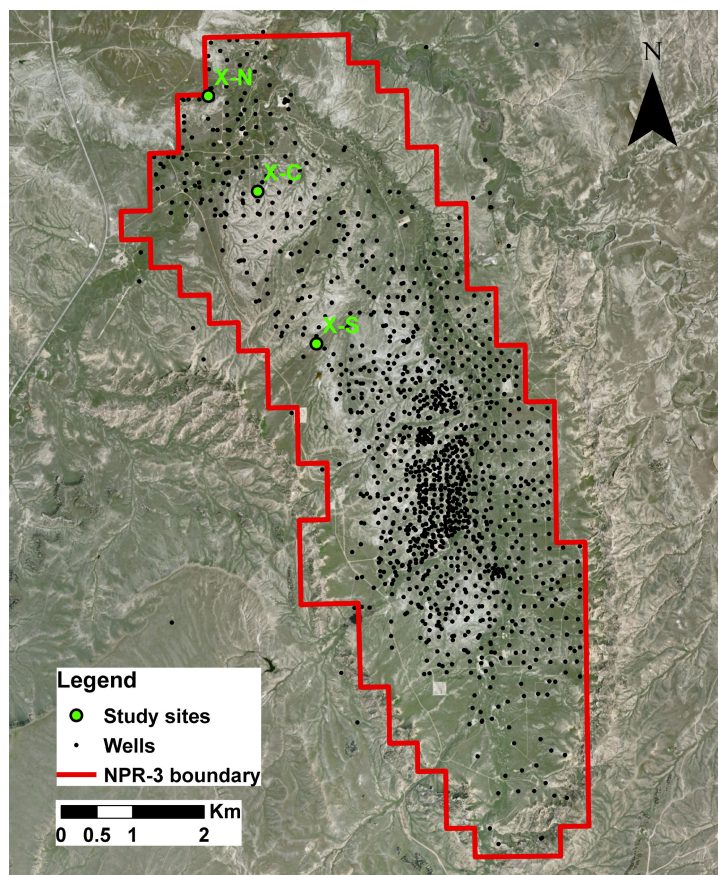 N
X-N
X-C
X-S
Legend
Study sites
Wells
NPR-3 boundary
Km
0 0.5 1 2